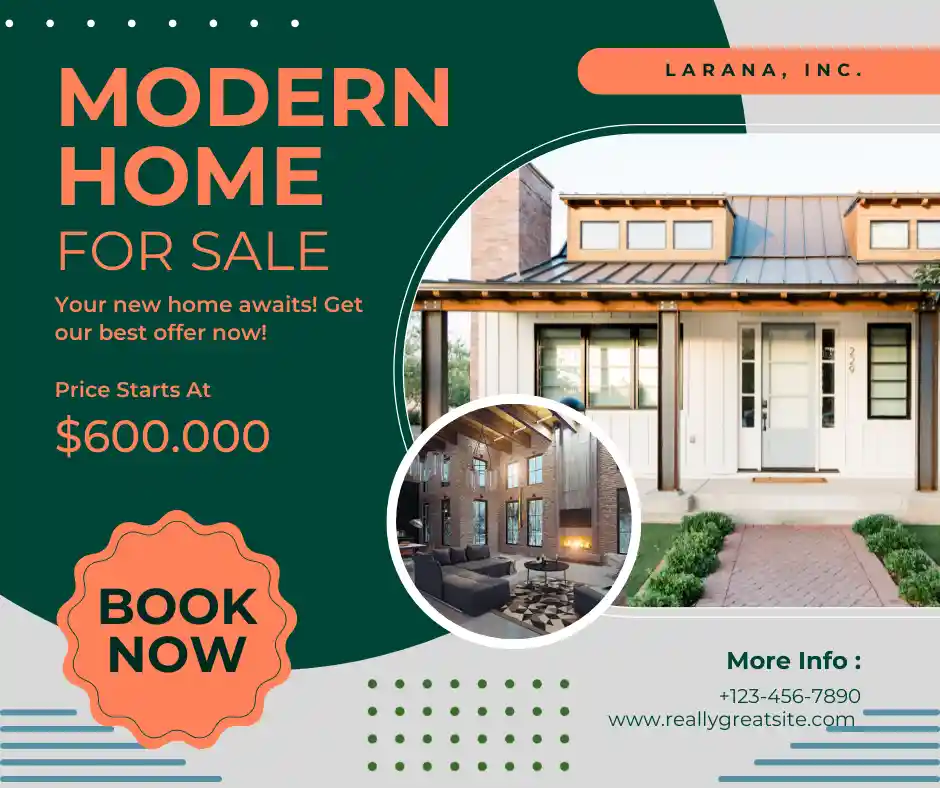 LARANA, INC.
MODERN
HOME
FOR SALE
Your new home awaits! Get
our best offer now!
Price Starts At
$600.000
229
BOOK
NOW
More Info :
+123-456-7890
www.reallygreatsite.com